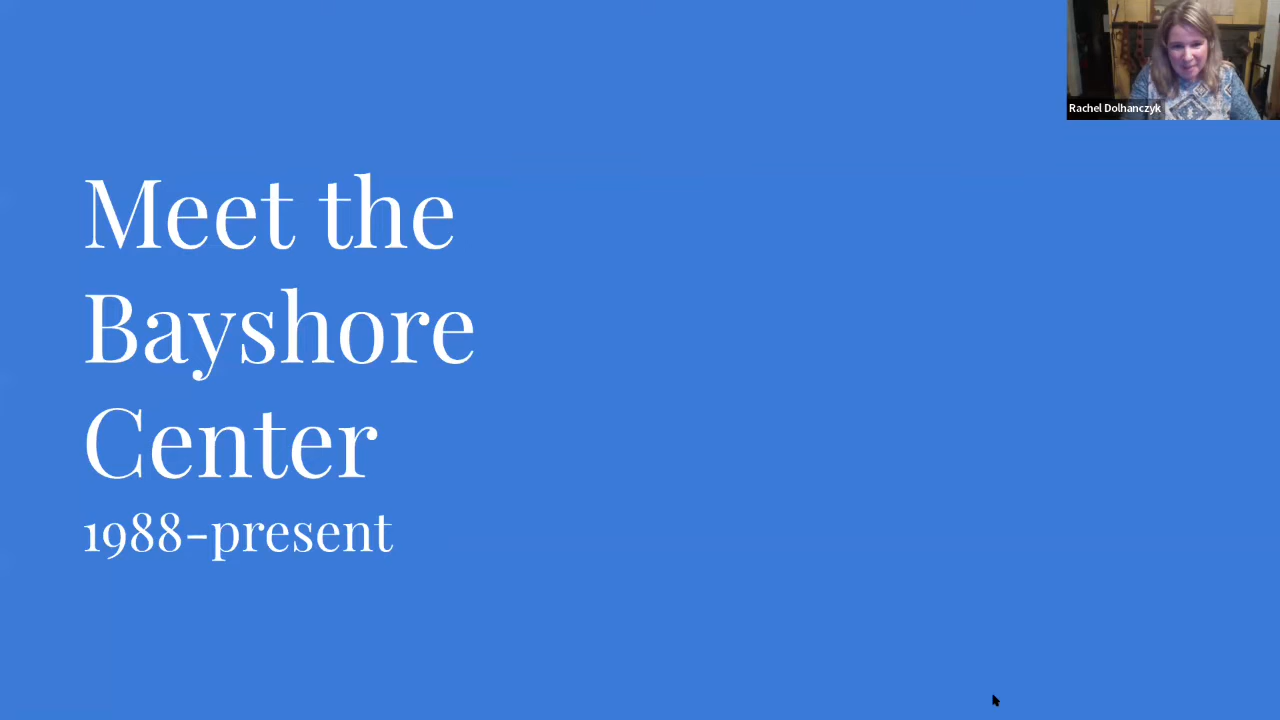 Rachel Dolhanczyk
Meet the
Bayshore
Center
1988-present